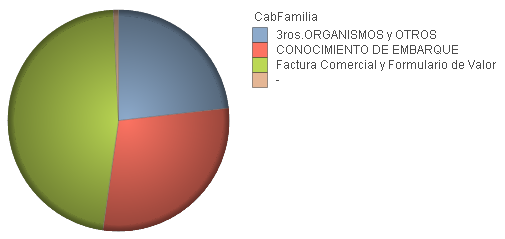 CabFamilia
3ros.ORGANISMOS y OTROS
CONOCIMIENTO DE EMBARQUE
Factura Comercial y Formulario de Valor
-